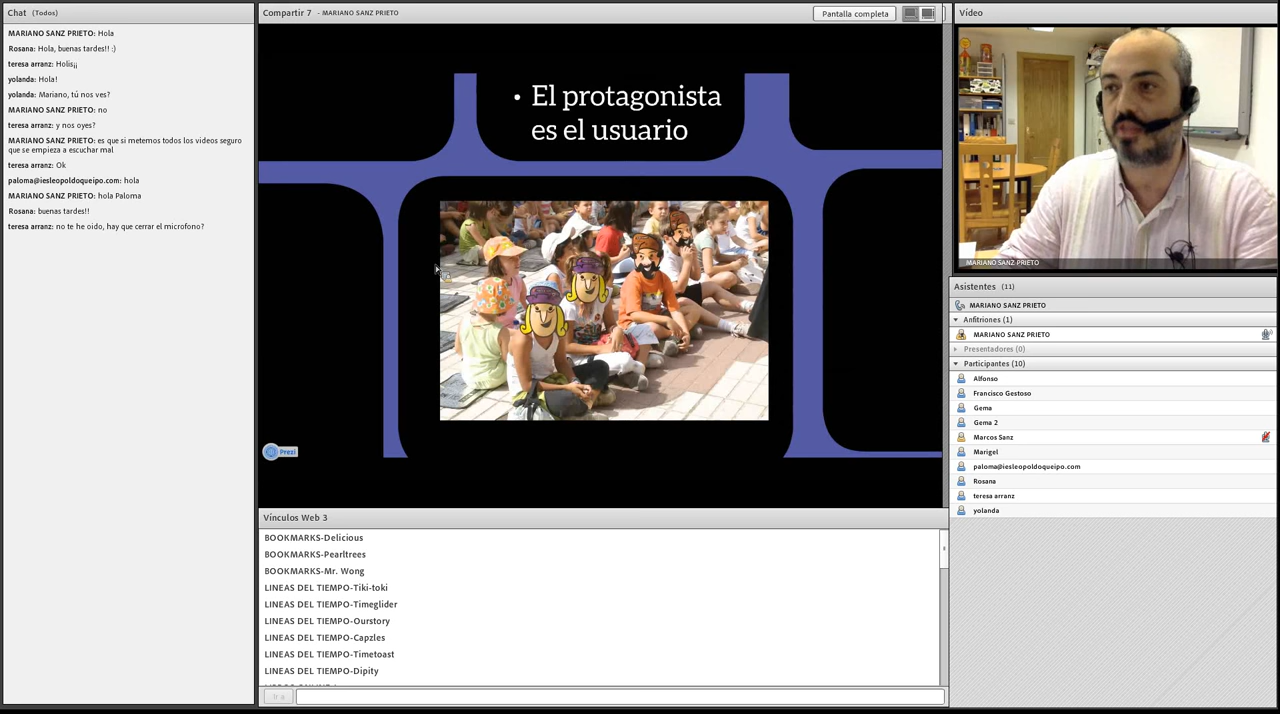 Chat (Todos)
MARIANO SANZ PRIETO: Hola
Rosana: Hola, buenas tardes!! :)
teresa arranz: Holis¡¡
yolanda: Hola!
yolanda: Mariano, tú nos ves?
MARIANO SANZ PRIETO: no
teresa arranz: y nos oyes?
MARIANO SANZ PRIETO: es que si metemos todos los videos seguro
que se empieza a escuchar mal
teresa arranz: Ok
paloma@iesleopoldoqueipo.com: hola
MARIANO SANZ PRIETO: hola Paloma
Rosana: buenas tardes!!
teresa arranz: no te he oido, hay que cerrar el microfono?
Compartir 7 - MARIANO SANZ PRIETO
Pantalla completa
• El protagonista
es el usuario
Prezi
Vínculos Web 3
BOOKMARKS-Delicious
BOOKMARKS-Pearltrees
BOOKMARKS-Mr. Wong
LINEAS DEL TIEMPO-Tiki-toki
LINEAS DEL TIEMPO-Timeglider
LINEAS DEL TIEMPO-Ourstory
LINEAS DEL TIEMPO-Capzles
LINEAS DEL TIEMPO-Timetoast
LINEAS DEL TIEMPO-Dipity
Ir a
Vídeo
MARIANO SANZ PRIETO
Asistentes (11)
MARIANO SANZ PRIETO
Anfitriones (1)
MARIANO SANZ PRIETO
Presentadores (0)
Participantes (10)
Alfonso
Francisco Gestoso
Gema
Gema 2
Marcos Sanz
Marigel
paloma@iesleopoldoqueipo.com
Rosana
teresa arranz
yolanda